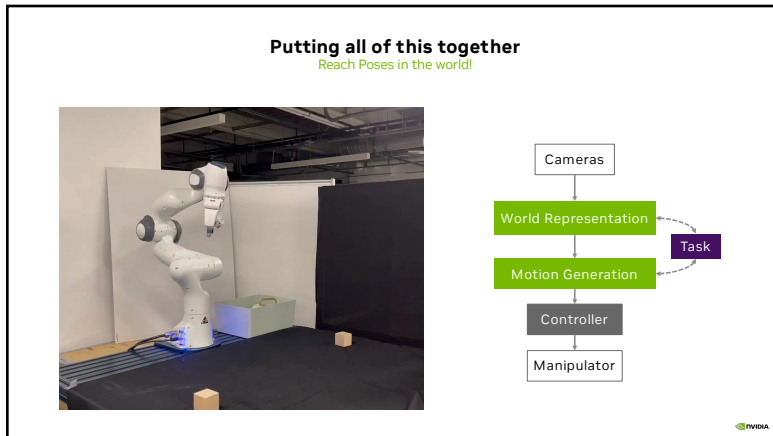 Putting all of this together
Reach Poses in the world!
Cameras
World Representation
Task
Motion Generation
Controller
Manipulator
NVIDIA